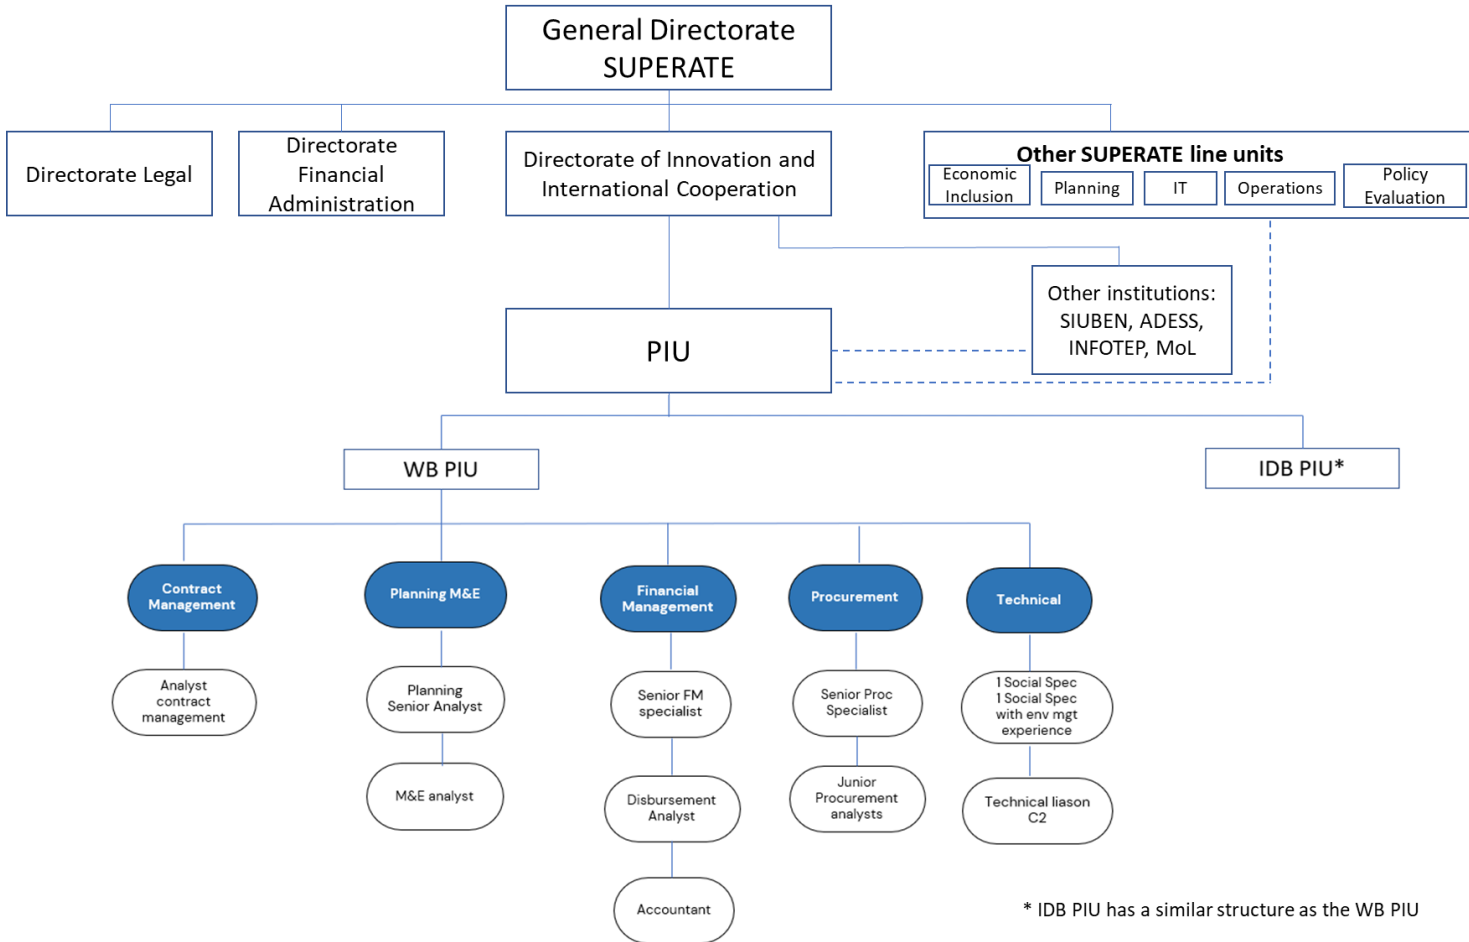 General Directorate
SUPERATE
Directorate Legal
Directorate
Financial
Administration
Directorate of Innovation and
International Cooperation
Other SUPERATE line units
Economic
Inclusion
Planning
IT
Operations
Policy
Evaluation
Other institutions:
SIUBEN, ADESS,
INFOTEP, MoL
PIU
WB PIU
IDB PIU*
Contract
Management
Planning M&E
Financial
Management
Procurement
Technical
Analyst
contract
management
Planning
Senior Analyst
Senior FM
specialist
Senior Proc
Specialist
1 Social Spec
1 Social Spec
with env mgt
experience
M&E analyst
Disbursement
Analyst
Junior
Procurement
analysts
Technical liason
C2
Accountant
* IDB PIU has a similar structure as the WB PIU